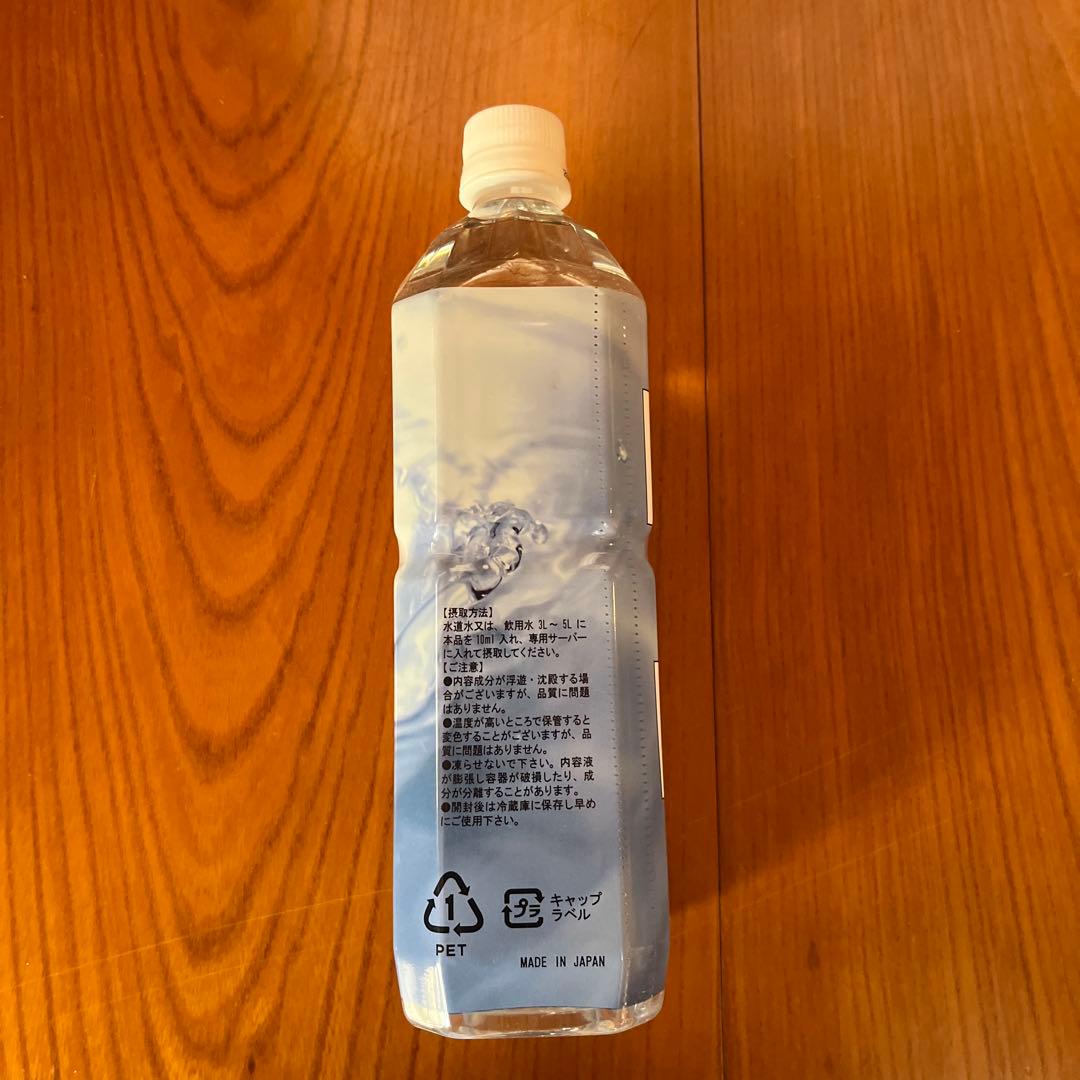 【摂取方法】
水道水又は、飲用水 3L～ 5L に
本品を10ml 入れ、専用サーバー
に入れて摂取してください。
【ご注意】
●内容成分が浮遊・沈殿する場
合がございますが、品質に問題
はありません。
●温度が高いところで保管すると
変色することがございますが、品
質に問題はありません。
●凍らせないで下さい。内容液
が膨張し容器が破損したり、成
分が分離することがあります。
●開封後は冷蔵庫に保存し早め
にご使用下さい。
1
PET
プラ
キャップ
ラベル
MADE IN JAPAN